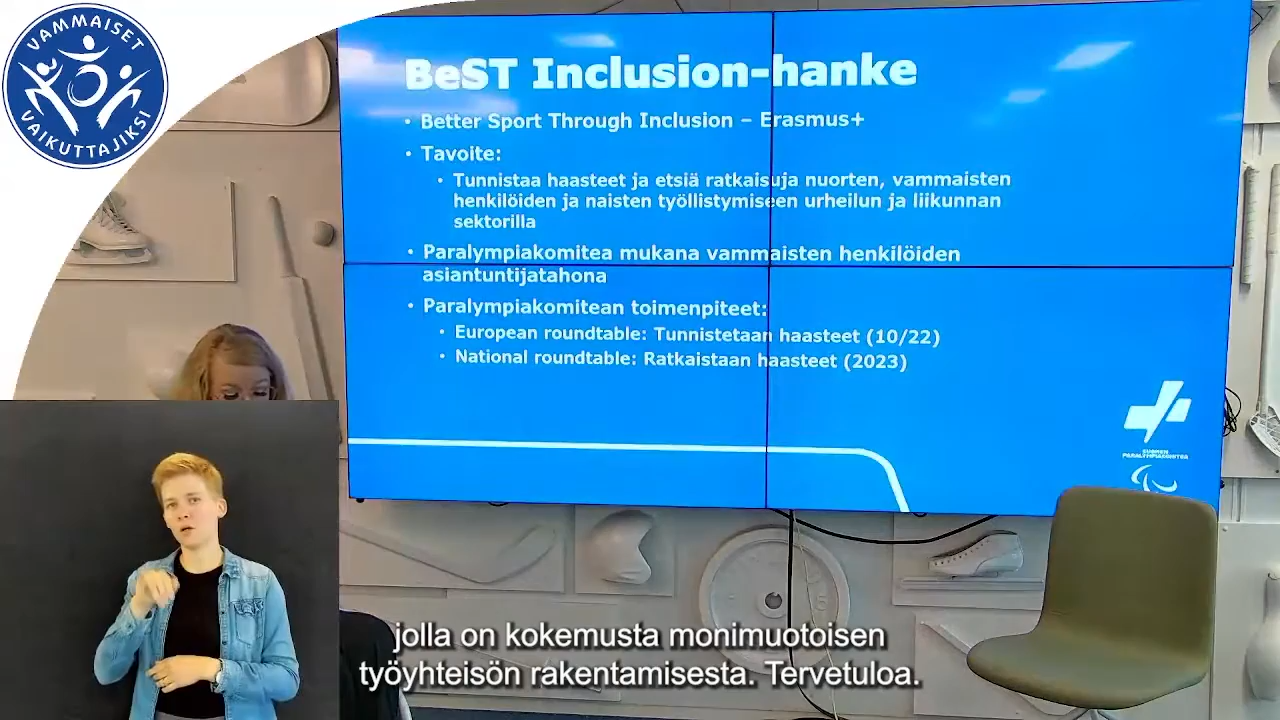 VAMMAISET
VAIKUTTAJIKSI
BeST Inclusion-hanke
• Better Sport Through Inclusion – Erasmus+
• Tavoite:
• Tunnistaa haasteet ja etsiä ratkaisuja nuorten, vammaisten
henkilöiden ja naisten työllistymiseen urheilun ja liikunnan
sektorilla
• Paralympiakomitea mukana vammaisten henkilöiden
asiantuntijatahona
• Paralympiakomitean toimenpiteet:
• European roundtable: Tunnistetaan haasteet (10/22)
• National roundtable: Ratkaistaan haasteet (2023)
SUOMEN
PARALYMPIAKOMITEA
jolla on kokemusta monimuotoisen
työyhteisön rakentamisesta. Tervetuloa.